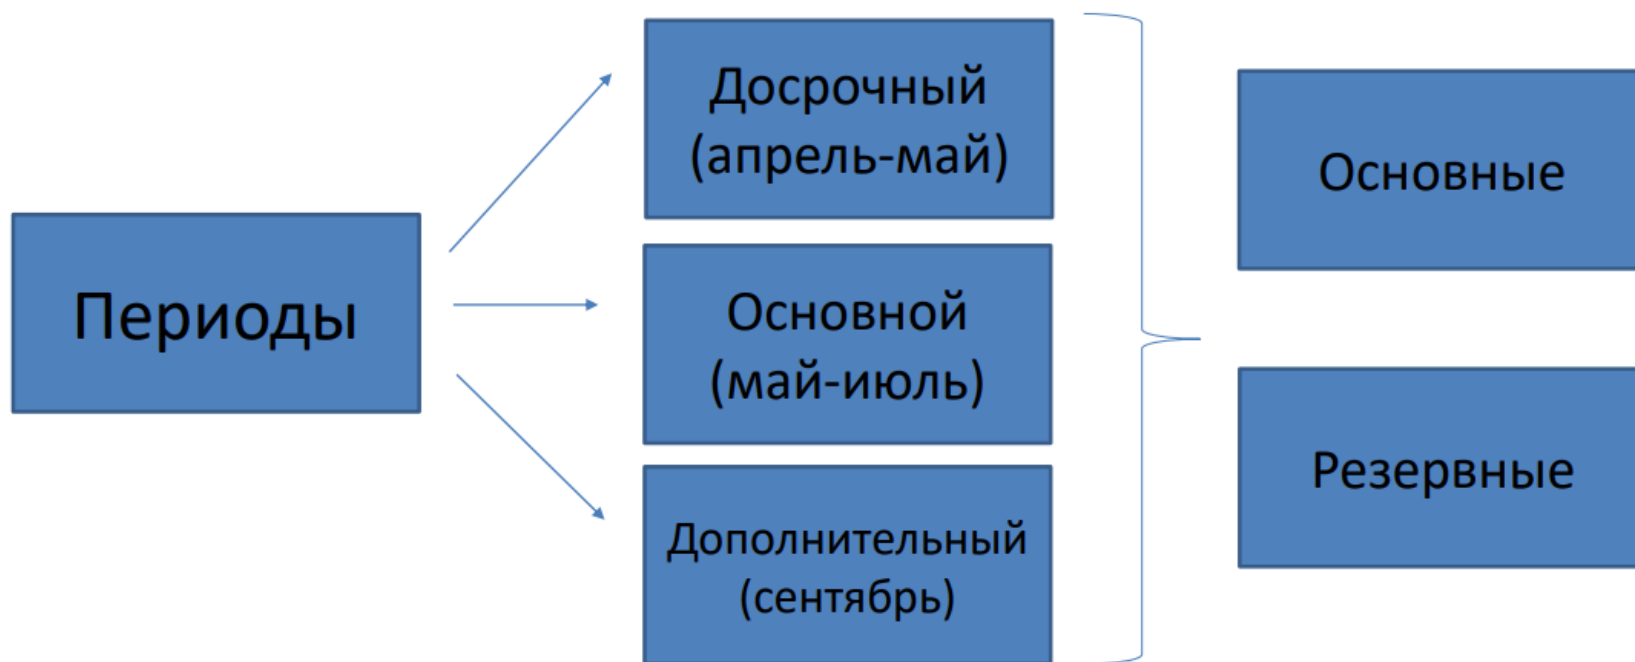 Периоды
Досрочный
(апрель-май)
Основной
(май-июль)
Дополнительный
(сентябрь)
Основные
Резервные